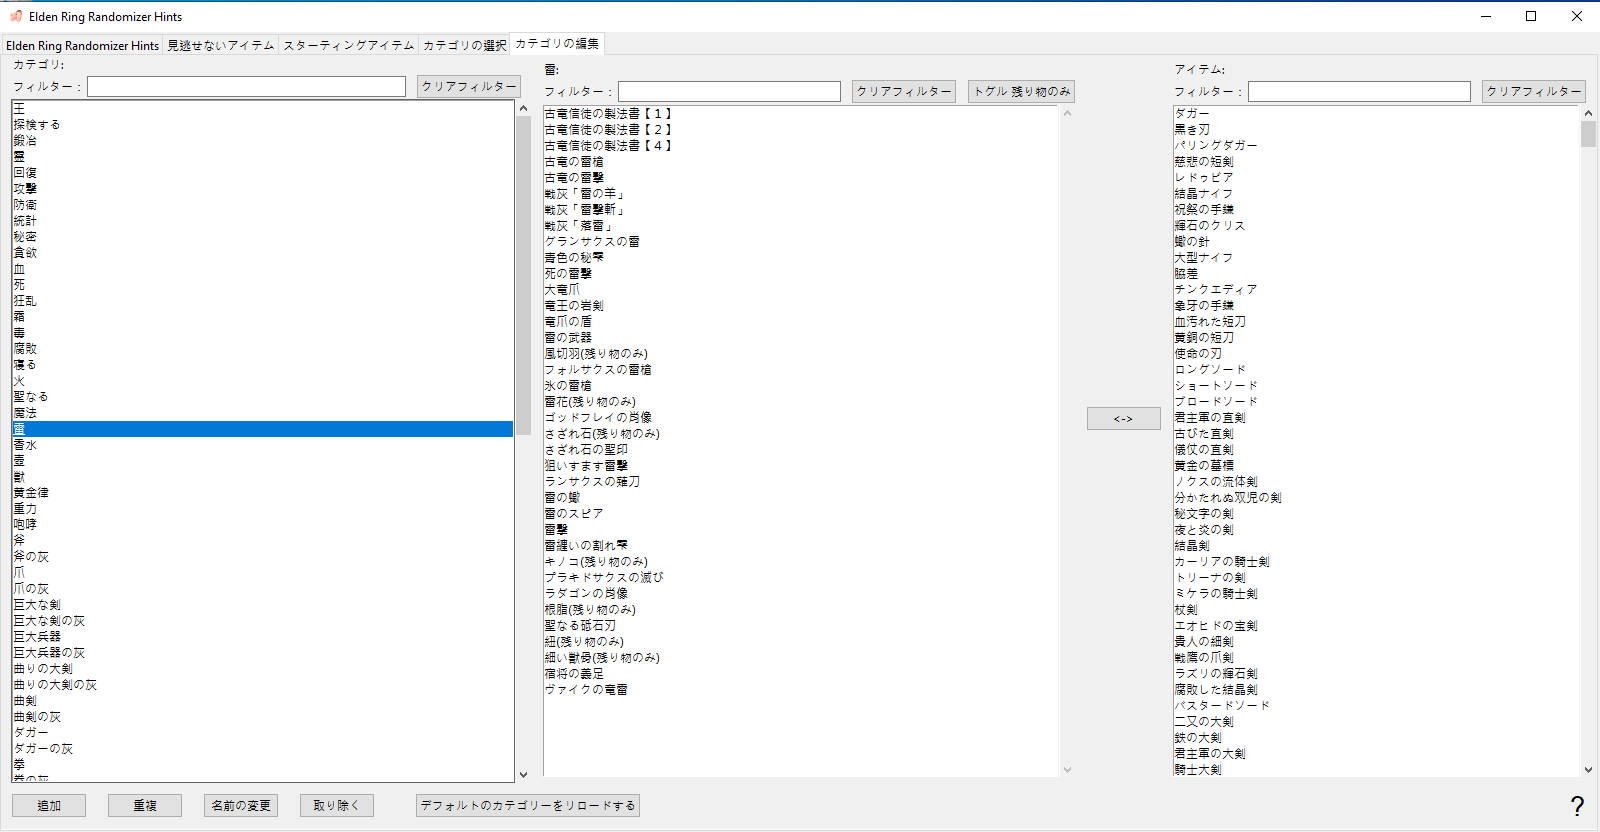 Elden Ring Randomizer Hints
Elden Ring Randomizer Hints 見逃せないアイテム スターティングアイテム カテゴリの選択 カテゴリの編集
カテゴリ:
フィルター： クリアフィルター
王
探検する
鍛冶
霊
回復
攻撃
防衛
統計
秘密
貪欲
血
死
狂乱
霜
毒
腐敗
寝る
火
聖なる
魔法
雷
香水
壺
獣
黄金律
重力
咆哮
斧
斧の灰
爪
爪の灰
巨大な剣
巨大な剣の灰
巨大兵器
巨大兵器の灰
曲りの大剣
曲りの大剣の灰
曲剣
曲剣の灰
ダガー
ダガーの灰
拳
拳の灰
追加 重複 名前の変更 取り除く デフォルトのカテゴリーをリロードする
雷:
フィルター： クリアフィルター トグル 残り物のみ
古竜信徒の製法書【１】
古竜信徒の製法書【２】
古竜信徒の製法書【４】
古竜の雷槍
古竜の雷撃
戦灰「雷の羊」
戦灰「雷撃斬」
戦灰「落雷」
グランサクスの雷
青色の秘雫
死の雷撃
大竜爪
竜王の岩剣
竜爪の盾
雷の武器
風切羽(残り物のみ)
フォルサクスの雷槍
氷の雷槍
雷花(残り物のみ)
ゴッドフレイの肖像
さざれ石(残り物のみ)
さざれ石の聖印
狙いすます雷撃
ランサクスの薙刀
雷の蠍
雷のスピア
雷撃
雷纏いの割れ雫
キノコ(残り物のみ)
プラキドサクスの滅び
ラダゴンの肖像
根脂(残り物のみ)
聖なる砥石刃
紐(残り物のみ)
細い獣骨(残り物のみ)
宿将の義足
ヴァイクの竜雷
<->
アイテム:
フィルター： クリアフィルター
ダガー
黒き刃
パリングダガー
慈悲の短剣
レドゥビア
結晶ナイフ
祝祭の手鎌
輝石のクリス
蠍の針
大型ナイフ
脇差
チンクエディア
象牙の手鎌
血汚れた短刀
黄銅の短刀
使命の刃
ロングソード
ショートソード
ブロードソード
君主軍の直剣
古びた直剣
儀仗の直剣
黄金の墓標
ノクスの流体剣
分かたれぬ双児の剣
秘文字の剣
夜と炎の剣
結晶剣
カーリアの騎士剣
トリーナの剣
ミケラの騎士剣
杖剣
エオヒドの宝剣
貴人の細剣
戦鷹の爪剣
ラズリの輝石剣
腐敗した結晶剣
バスタードソード
二又の大剣
鉄の大剣
君主軍の大剣
騎士大剣
?